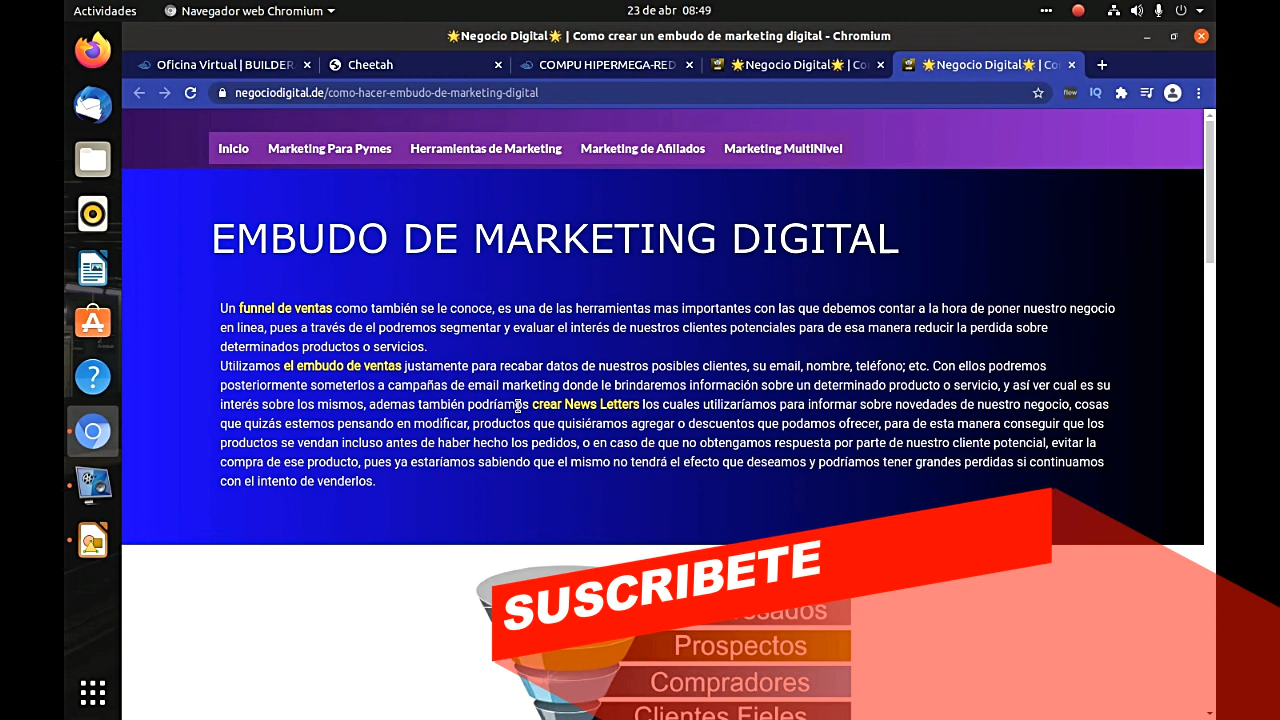 Actividades
Navegador web Chromium
23 de abr 08:49
🌟Negocio Digital🌟 | Como crear un embudo de marketing digital - Chromium
Oficina Virtual | BUILDER
Cheetah
COMPU HIPERMEGA-RED
🌟Negocio Digital🌟 | Co
🌟Negocio Digital🌟 | Co
negociodigital.de/como-hacer-embudo-de-marketing-digital
flow
IQ
Inicio
Marketing Para Pymes
Herramientas de Marketing
Marketing de Afiliados
Marketing MultiNivel
EMBUDO DE MARKETING DIGITAL
Un funnel de ventas como también se le conoce, es una de las herramientas mas importantes con las que debemos contar a la hora de poner nuestro negocio
en linea, pues a través de el podremos segmentar y evaluar el interés de nuestros clientes potenciales para de esa manera reducir la perdida sobre
determinados productos o servicios.
Utilizamos el embudo de ventas justamente para recabar datos de nuestros posibles clientes, su email, nombre, teléfono; etc. Con ellos podremos
posteriormente someterlos a campañas de email marketing donde le brindaremos información sobre un determinado producto o servicio, y así ver cual es su
interés sobre los mismos, ademas también podríamos crear News Letters los cuales utilizaríamos para informar sobre novedades de nuestro negocio, cosas
que quizás estemos pensando en modificar, productos que quisiéramos agregar o descuentos que podamos ofrecer, para de esta manera conseguir que los
productos se vendan incluso antes de haber hecho los pedidos, o en caso de que no obtengamos respuesta por parte de nuestro cliente potencial, evitar la
compra de ese producto, pues ya estaríamos sabiendo que el mismo no tendrá el efecto que deseamos y podríamos tener grandes perdidas si continuamos
con el intento de venderlos.
SUSCRIBETE
Prospectos
Compradores
Clientes Fieles